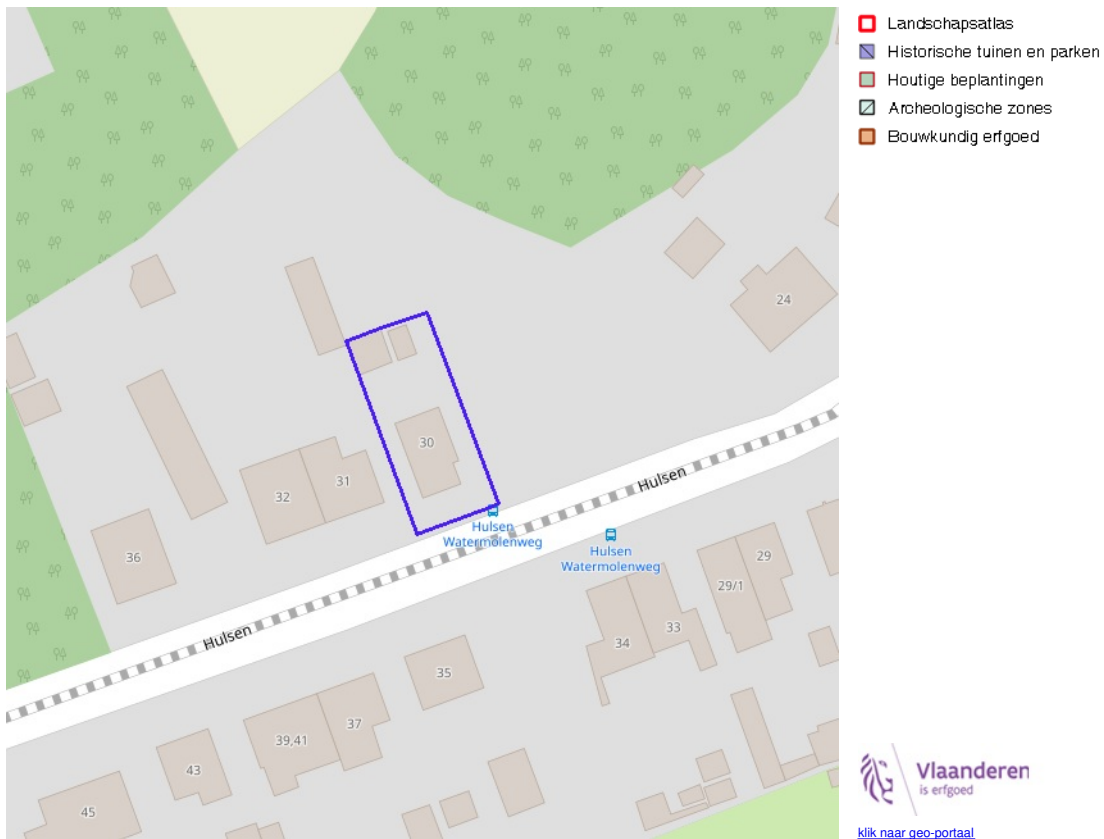 Landschapsatlas
Historische tuinen en parken
Houtige beplantingen
Archeologische zones
Bouwkundig erfgoed
24
30
31
32
36
Hulsen
Hulsen
Watermolenweg
Hulsen
Watermolenweg
29
29/1
33
34
Hulsen
35
37
39,41
43
45
Vlaanderen
is erfgoed
klik naar geo-portaal